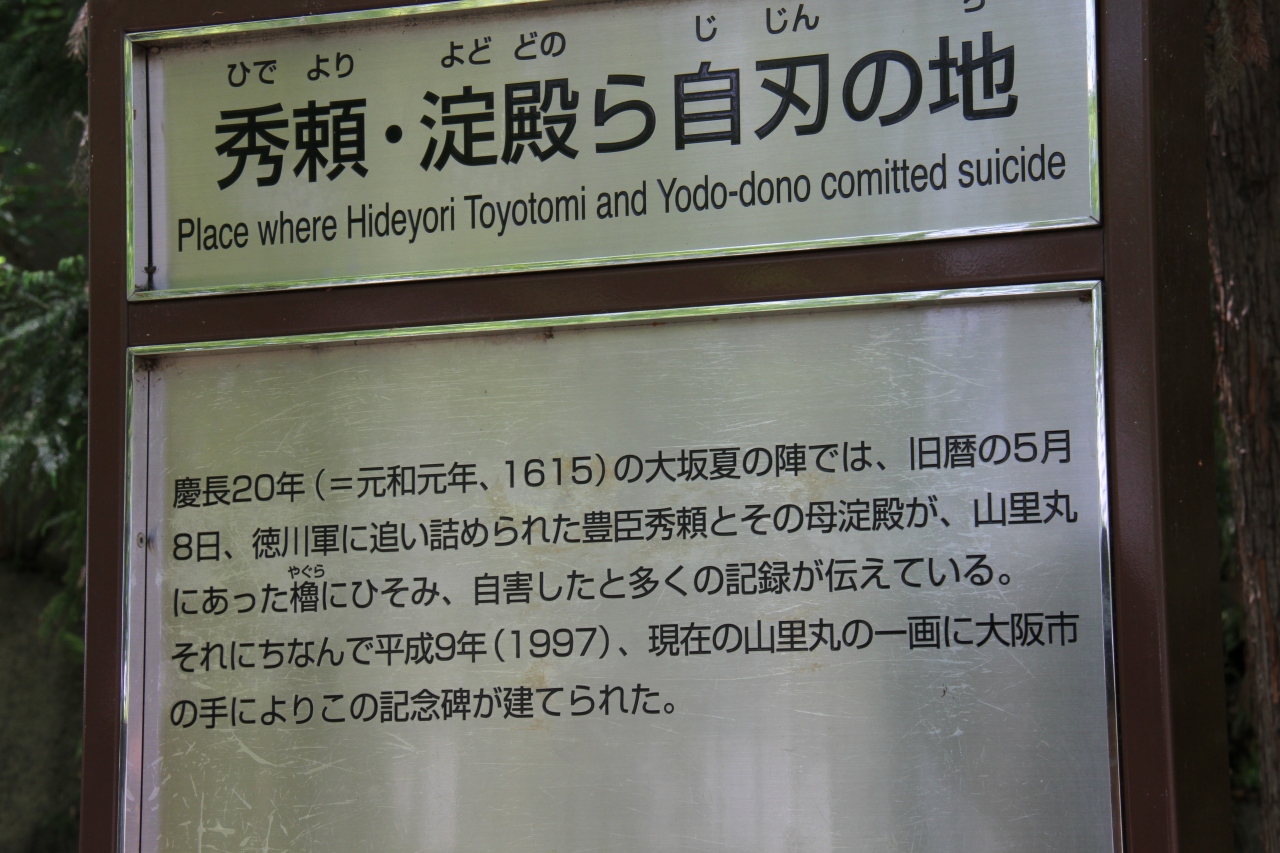 ひで より よど どの じ じん ち
秀頼・淀殿ら自刃の地
Place where Hideyori Toyotomi and Yodo-dono comitted suicide
慶長20年(=元和元年、1615)の大坂夏の陣では、旧暦の5月
8日、徳川軍に追い詰められた豊臣秀頼とその母淀殿が、山里丸
やぐら
にあった櫓にひそみ、自害したと多くの記録が伝えている。
それにちなんで平成9年(1997)、現在の山里丸の一画に大阪市
の手によりこの記念碑が建てられた。